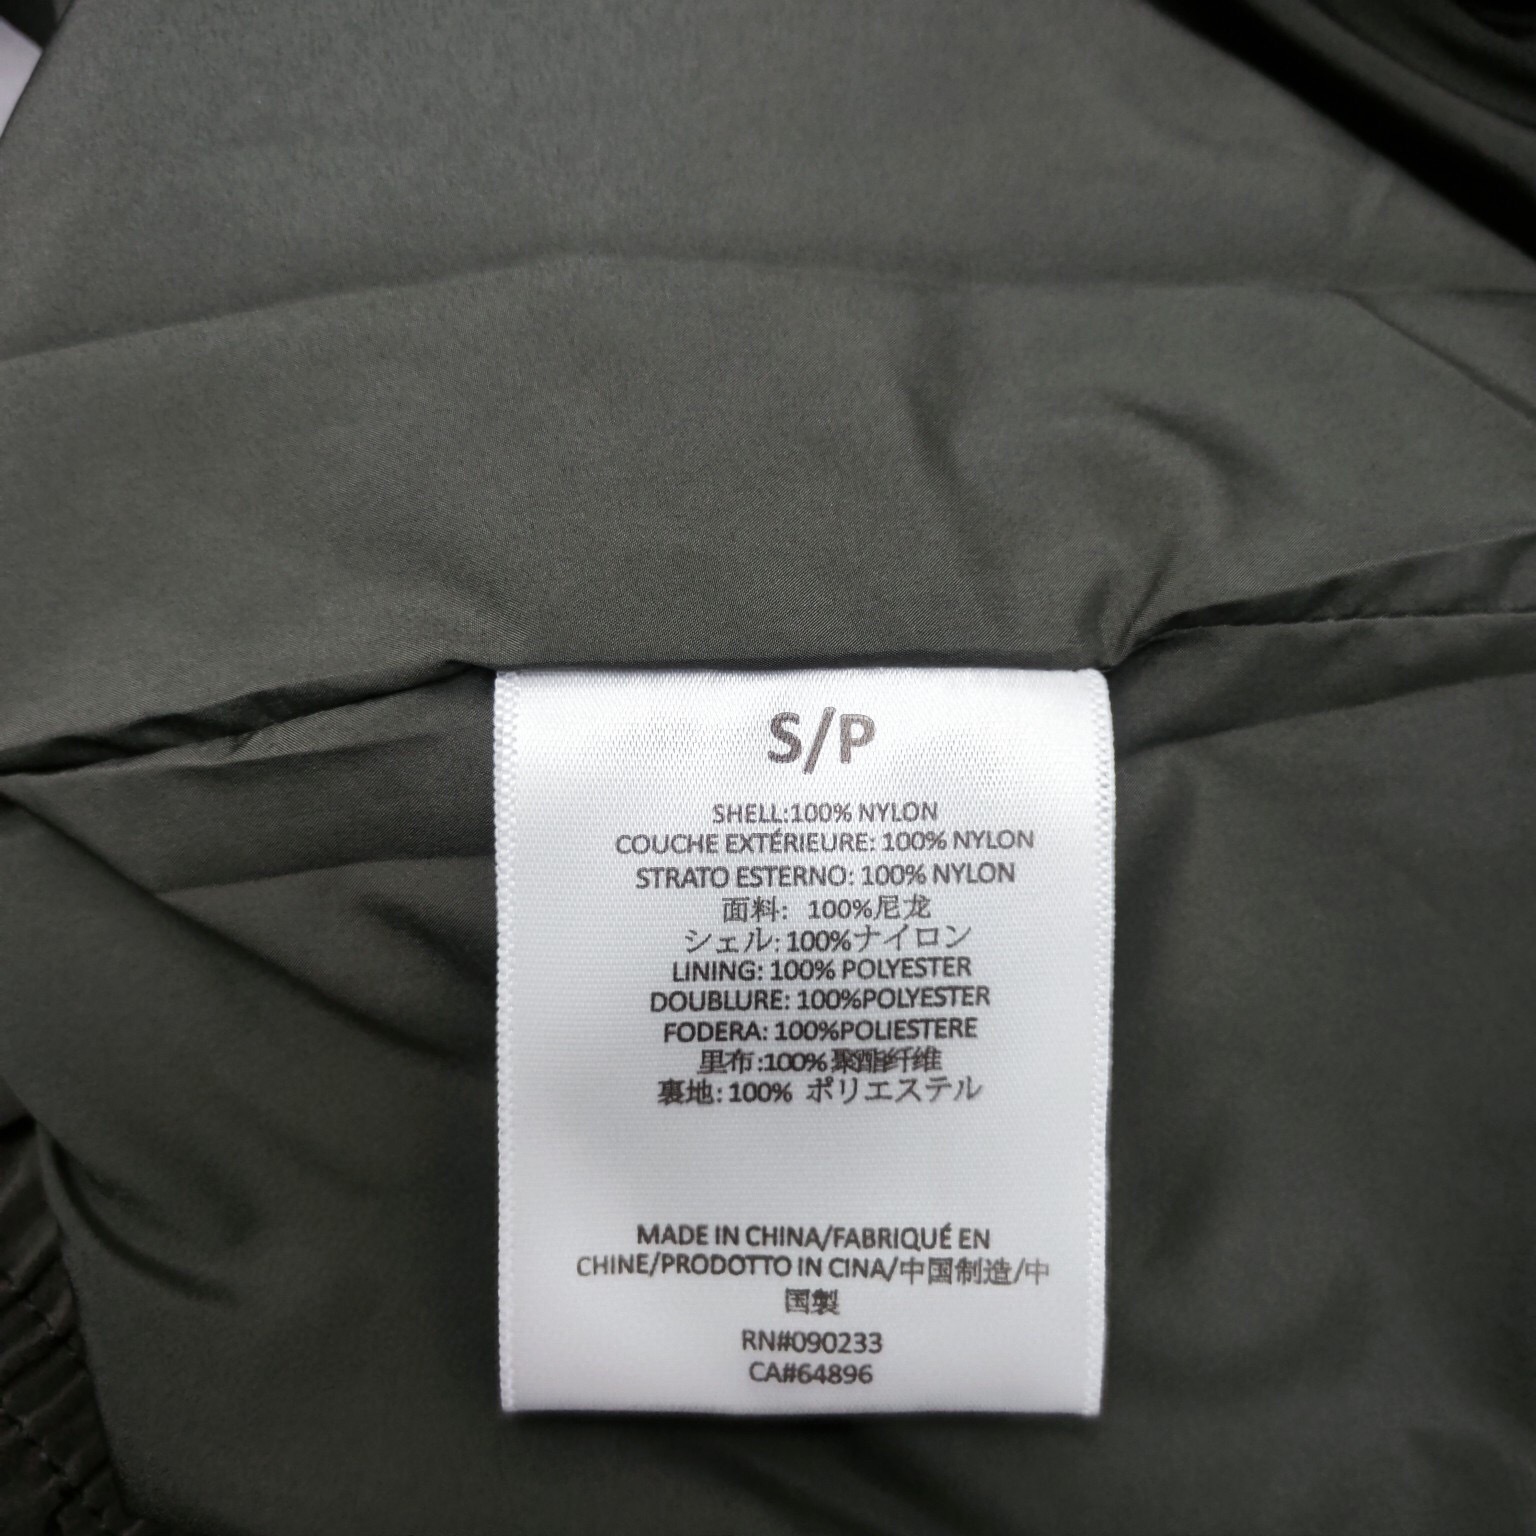 S/P
SHELL:100% NYLON
COUCHE EXTÉRIEURE: 100% NYLON
STRATO ESTERNO: 100% NYLON
面料: 100%尼龙
シェル: 100%ナイロン
LINING: 100% POLYESTER
DOUBLURE: 100%POLYESTER
FODERA: 100%POLIESTERE
里布:100% 聚酯纤维
裏地: 100% ポリエステル
MADE IN CHINA/FABRIQUÉ EN
CHINE/PRODOTTO IN CINA/中国制造/中
国製
RN#090233
CA#64896